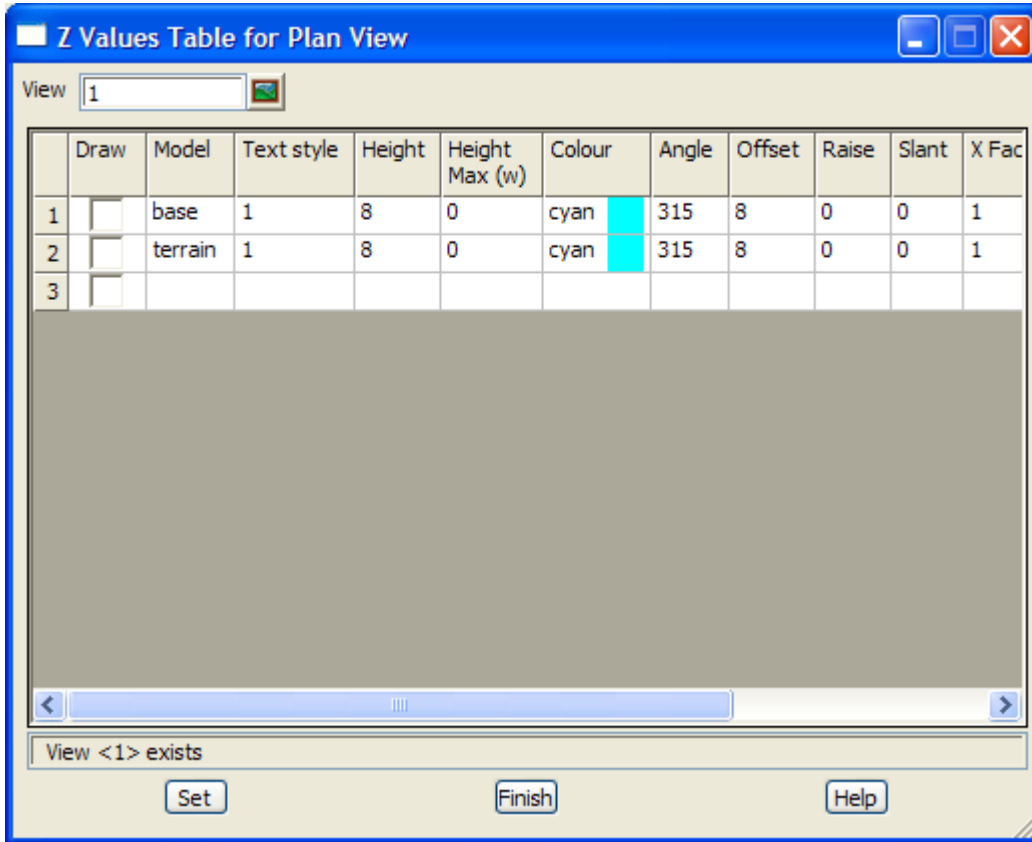 Z Values Table for Plan View
View 1
Draw Model Text style Height Height Max (w) Colour Angle Offset Raise Slant X Fac
1 base 1 8 0 cyan 315 8 0 0 1
2 terrain 1 8 0 cyan 315 8 0 0 1
3
View <1> exists
Set Finish Help